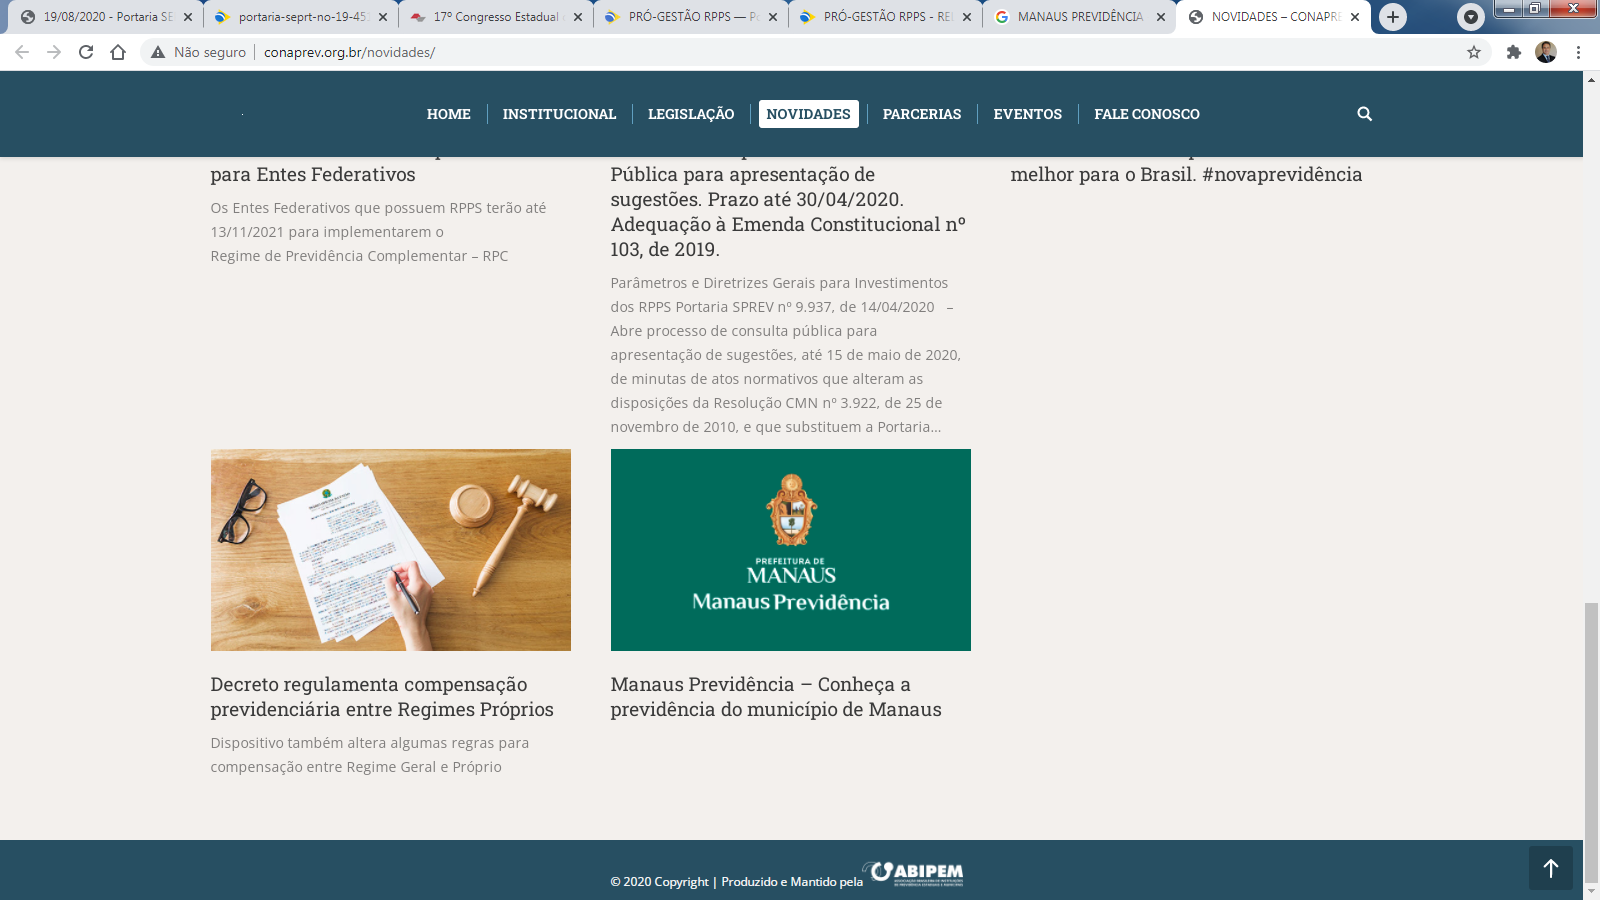 19/08/2020 - Portaria SE
portaria-seprt-no-19-451
17º Congresso Estadual
PRÓ-GESTÃO RPPS — Po
PRÓ-GESTÃO RPPS - REL
MANAUS PREVIDÊNCIA
NOVIDADES – CONAPRE
Não seguro
conaprev.org.br/novidades/
HOME
INSTITUCIONAL
LEGISLAÇÃO
NOVIDADES
PARCERIAS
EVENTOS
FALE CONOSCO
para Entes Federativos
Os Entes Federativos que possuem RPPS terão até
13/11/2021 para implementarem o
Regime de Previdência Complementar – RPC
Pública para apresentação de
sugestões. Prazo até 30/04/2020.
Adequação à Emenda Constitucional nº
103, de 2019.
Parâmetros e Diretrizes Gerais para Investimentos
dos RPPS Portaria SPREV nº 9.937, de 14/04/2020 –
Abre processo de consulta pública para
apresentação de sugestões, até 15 de maio de 2020,
de minutas de atos normativos que alteram as
disposições da Resolução CMN nº 3.922, de 25 de
novembro de 2010, e que substituem a Portaria...
melhor para o Brasil. #novaprevidência
PREFEITURA DE
MANAUS
Manaus Previdência
Decreto regulamenta compensação
previdenciária entre Regimes Próprios
Dispositivo também altera algumas regras para
compensação entre Regime Geral e Próprio
Manaus Previdência – Conheça a
previdência do município de Manaus
© 2020 Copyright | Produzido e Mantido pela
ABIPEM